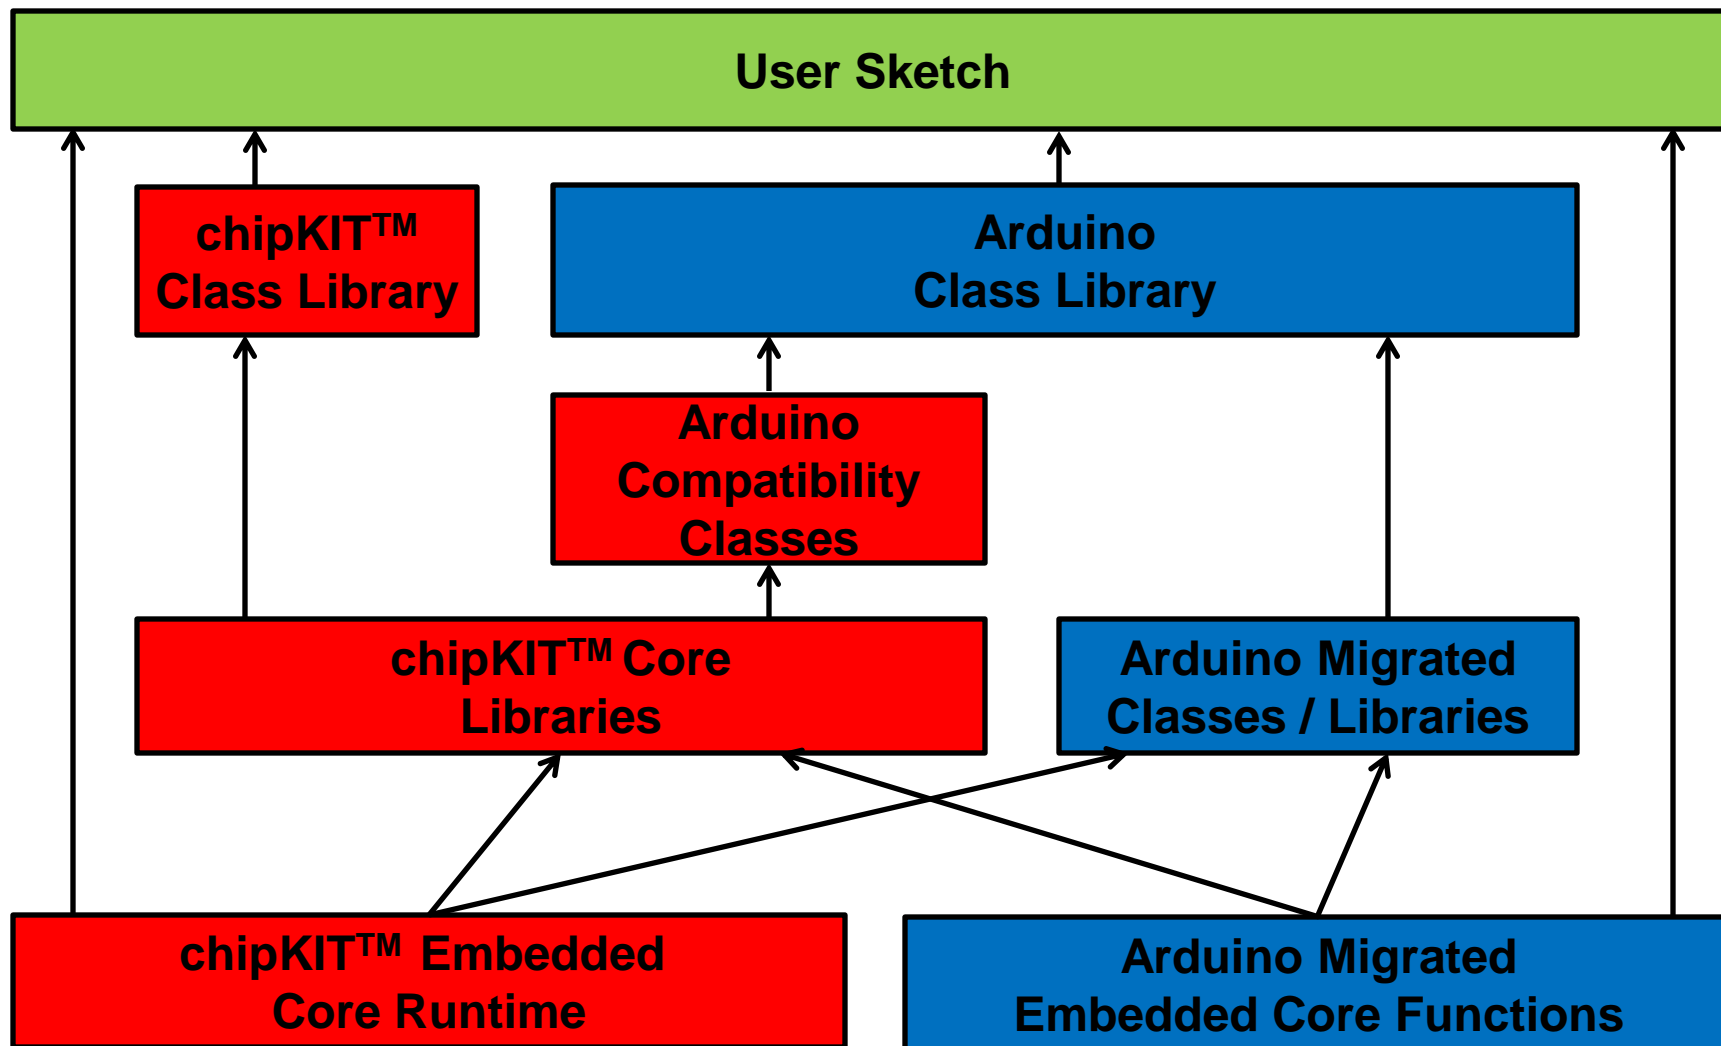 User Sketch
chipKIT™
Class Library
Arduino
Class Library
Arduino
Compatibility
Classes
chipKIT™ Core
Libraries
Arduino Migrated
Classes / Libraries
chipKIT™ Embedded
Core Runtime
Arduino Migrated
Embedded Core Functions